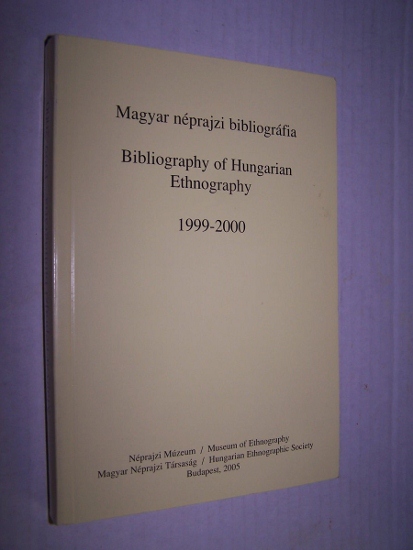 Magyar néprajzi bibliográfia
Bibliography of Hungarian
Ethnography
1999-2000
Néprajzi Múzeum / Museum of Ethnography
Magyar Néprajzi Társaság / Hungarian Ethnographic Society
Budapest, 2005